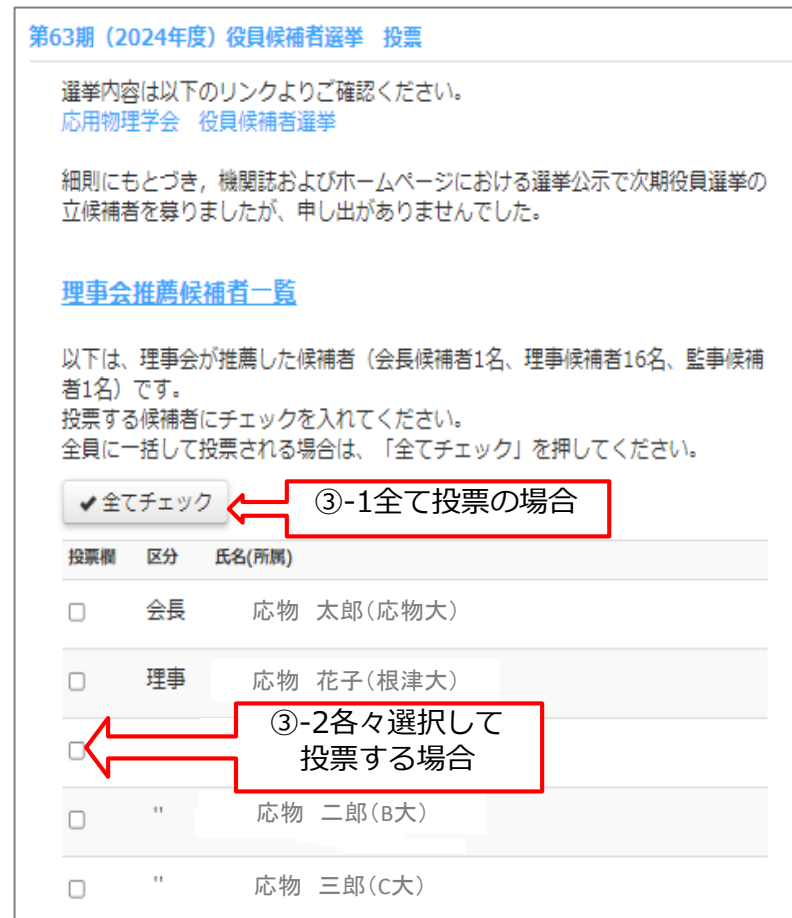 第63期（2024年度）役員候補者選挙　投票
選挙内容は以下のリンクよりご確認ください。
応用物理学会　役員候補者選挙
細則にもとづき，機関誌およびホームページにおける選挙公示で次期役員選挙の
立候補者を募りましたが、申し出がありませんでした。
理事会推薦候補者一覧
以下は、理事会が推薦した候補者（会長候補者1名、理事候補者16名、監事候補
者1名）です。
投票する候補者にチェックを入れてください。
全員に一括して投票される場合は、「全てチェック」を押してください。
✔全てチェック　③-1全て投票の場合
投票欄　区分　氏名(所属)
会長　応物　太郎（応物大）
理事　応物　花子（根津大）
③-2各々選択して
投票する場合
"　応物　二郎（B大）
"　応物　三郎（C大）